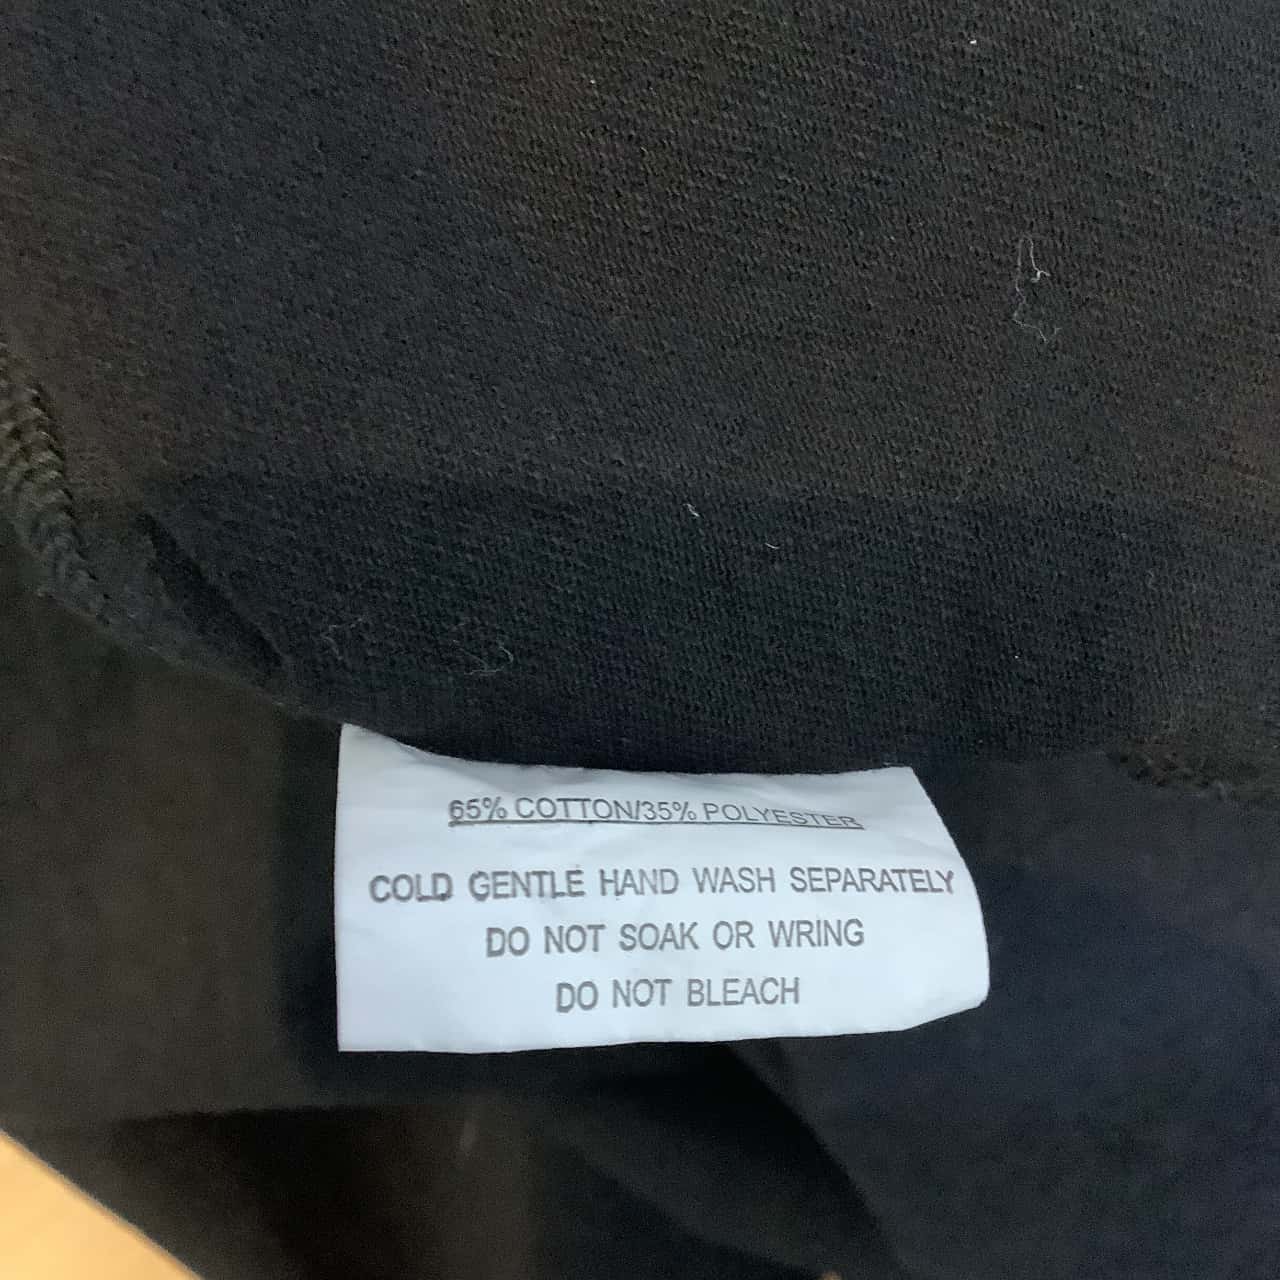 65% COTTON/35% POLYESTER
COLD GENTLE HAND WASH SEPARATELY
DO NOT SOAK OR WRING
DO NOT BLEACH